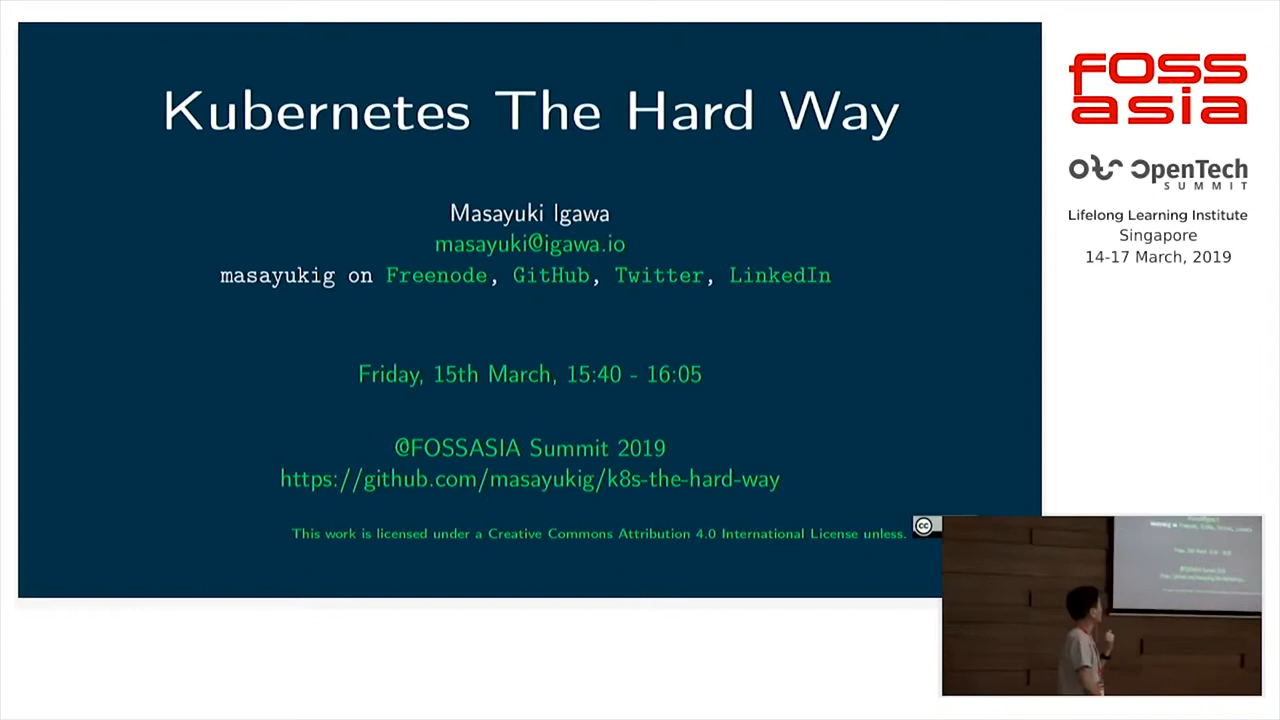 Kubernetes The Hard Way
Masayuki Igawa
masayuki@igawa.io
masayukig on Freenode, GitHub, Twitter, LinkedIn
Friday, 15th March, 15:40 - 16:05
@FOSSASIA Summit 2019
https://github.com/masayukig/k8s-the-hard-way
This work is licensed under a Creative Commons Attribution 4.0 International License unless.
cc
FOSS
asia
OpenTech
SUMMIT
Lifelong Learning Institute
Singapore
14-17 March, 2019